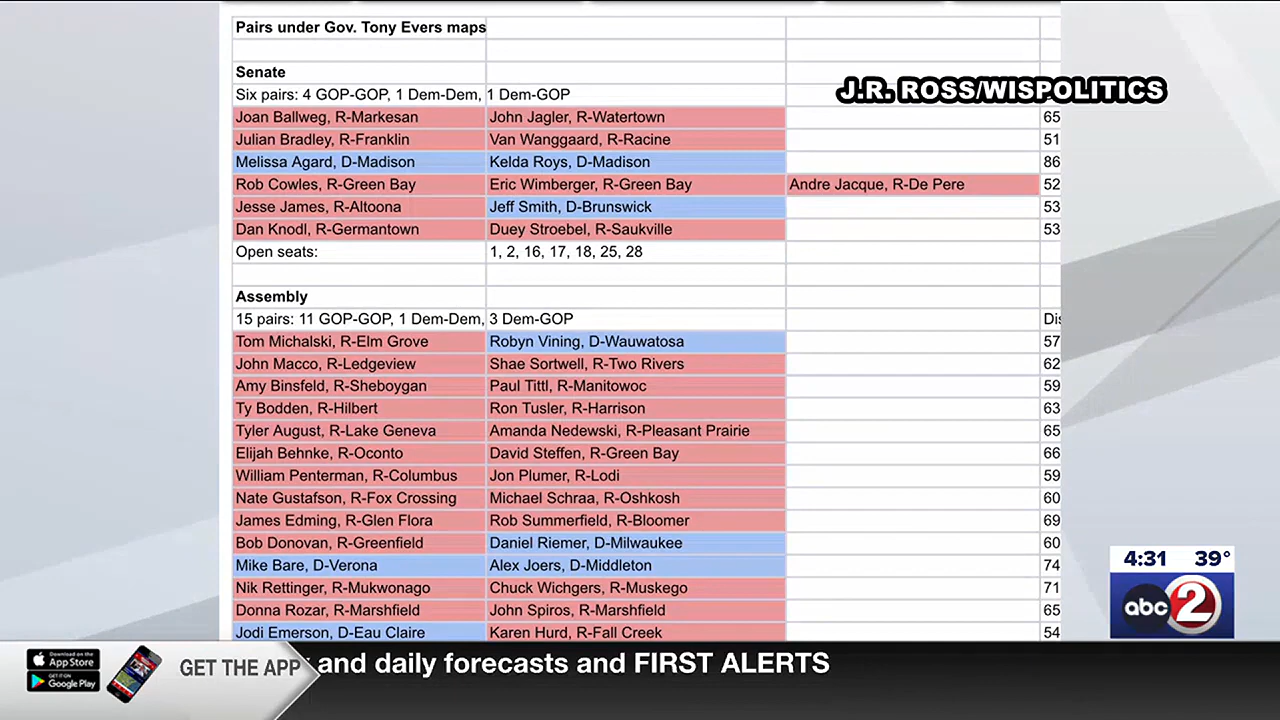 Pairs under Gov. Tony Evers maps
Senate
J.R. ROSS/WISPOLITICS
Six pairs: 4 GOP-GOP, 1 Dem-Dem, 1 Dem-GOP
Joan Ballweg, R-Markesan John Jagler, R-Watertown 65
Julian Bradley, R-Franklin Van Wanggaard, R-Racine 51
Melissa Agard, D-Madison Kelda Roys, D-Madison 86
Rob Cowles, R-Green Bay Eric Wimberger, R-Green Bay Andre Jacque, R-De Pere 52
Jesse James, R-Altoona Jeff Smith, D-Brunswick 53
Dan Knodl, R-Germantown Duey Stroebel, R-Saukville 53
Open seats: 1, 2, 16, 17, 18, 25, 28
Assembly
15 pairs: 11 GOP-GOP, 1 Dem-Dem, 3 Dem-GOP Dis
Tom Michalski, R-Elm Grove Robyn Vining, D-Wauwatosa 57
John Macco, R-Ledgeview Shae Sortwell, R-Two Rivers 62
Amy Binsfeld, R-Sheboygan Paul Tittl, R-Manitowoc 59
Ty Bodden, R-Hilbert Ron Tusler, R-Harrison 63
Tyler August, R-Lake Geneva Amanda Nedewski, R-Pleasant Prairie 65
Elijah Behnke, R-Oconto David Steffen, R-Green Bay 66
William Penterman, R-Columbus Jon Plumer, R-Lodi 59
Nate Gustafson, R-Fox Crossing Michael Schraa, R-Oshkosh 60
James Edming, R-Glen Flora Rob Summerfield, R-Bloomer 69
Bob Donovan, R-Greenfield Daniel Riemer, D-Milwaukee 60
Mike Bare, D-Verona Alex Joers, D-Middleton 74
Nik Rettinger, R-Mukwonago Chuck Wichgers, R-Muskego 71
Donna Rozar, R-Marshfield John Spiros, R-Marshfield 65
Jodi Emerson, D-Eau Claire Karen Hurd, R-Fall Creek 54
4:31 39°
abc 2
Download on the App Store
GET IT ON Google Play
GET THE APP
and daily forecasts and FIRST ALERTS